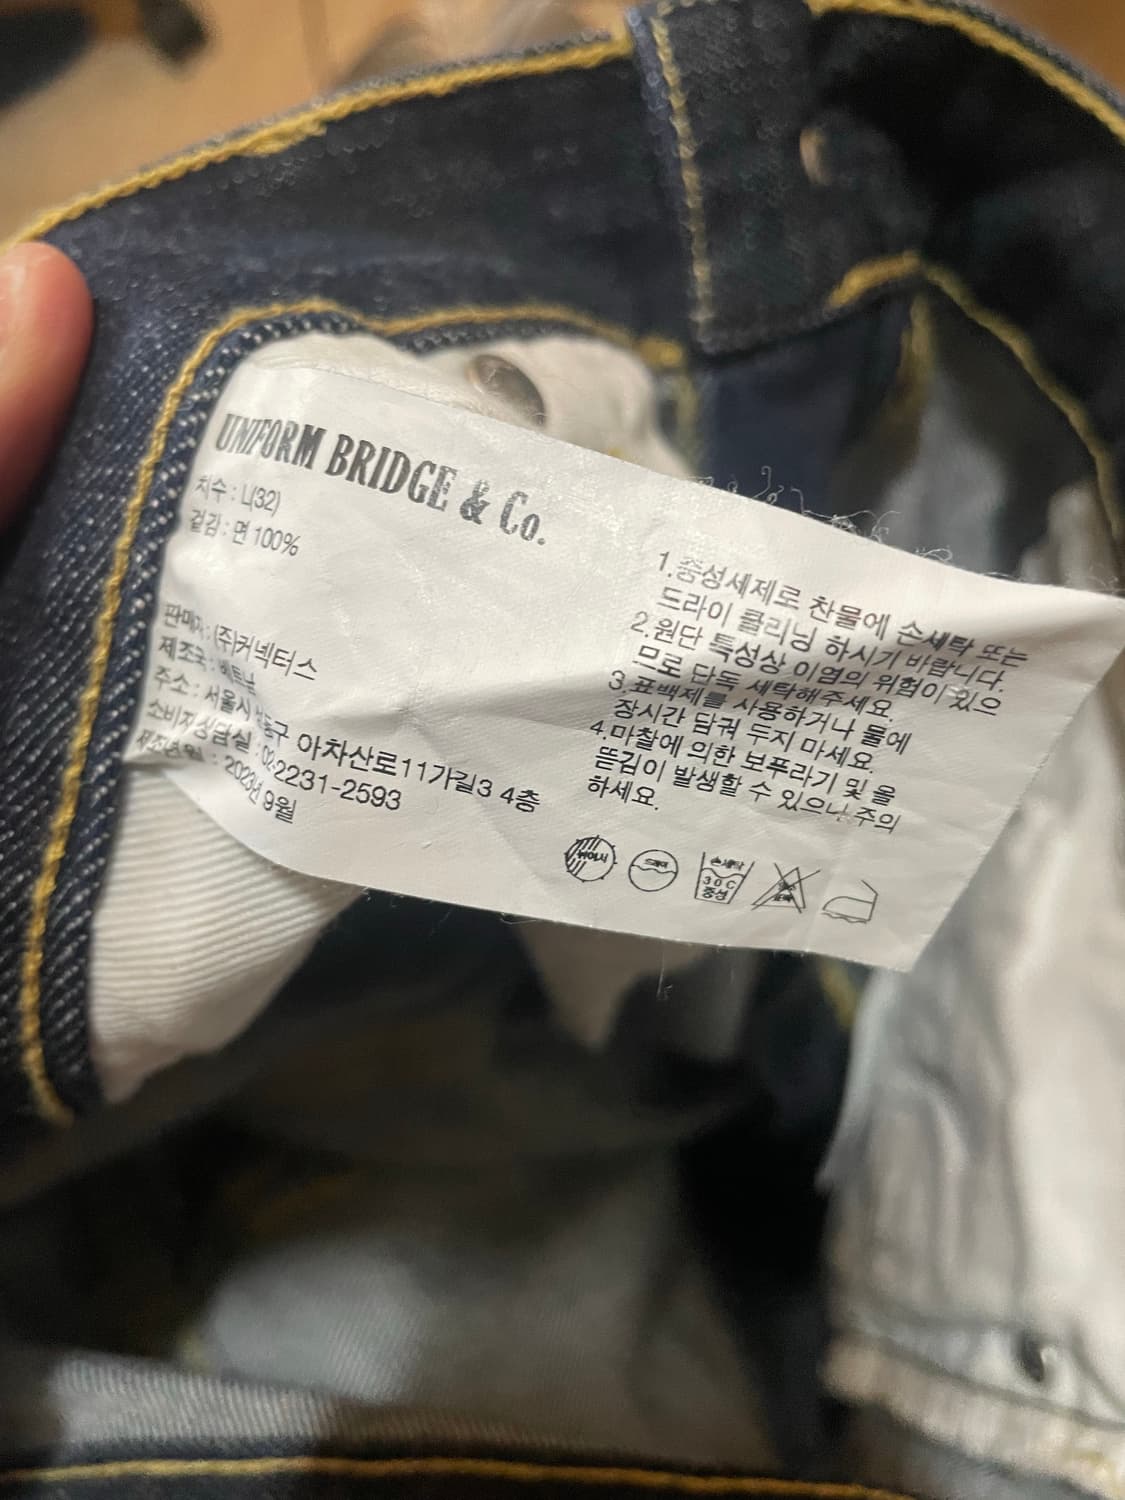 UNIFORM BRIDGE & Co.
치수 : L(32)
겉감 : 면 100%
판매자 : (주)커넥터스
제조국 : 베트남
주소 : 서울시 성동구 아차산로11가길3 4층
소비자상담실 : 02-2231-2593
제조년월 : 2023년 9월
1.중성세제로 찬물에 손세탁 또는
드라이 클리닝 하시기 바랍니다.
2.원단 특성상 이염의 위험이 있으
므로 단독 세탁해주세요.
3.표백제를 사용하거나 물에
장시간 담궈 두지 마세요.
4.마찰에 의한 보푸라기 및 올
뜯김이 발생할 수 있으니 주의
하세요.
드라이
손세탁
30 C
중성